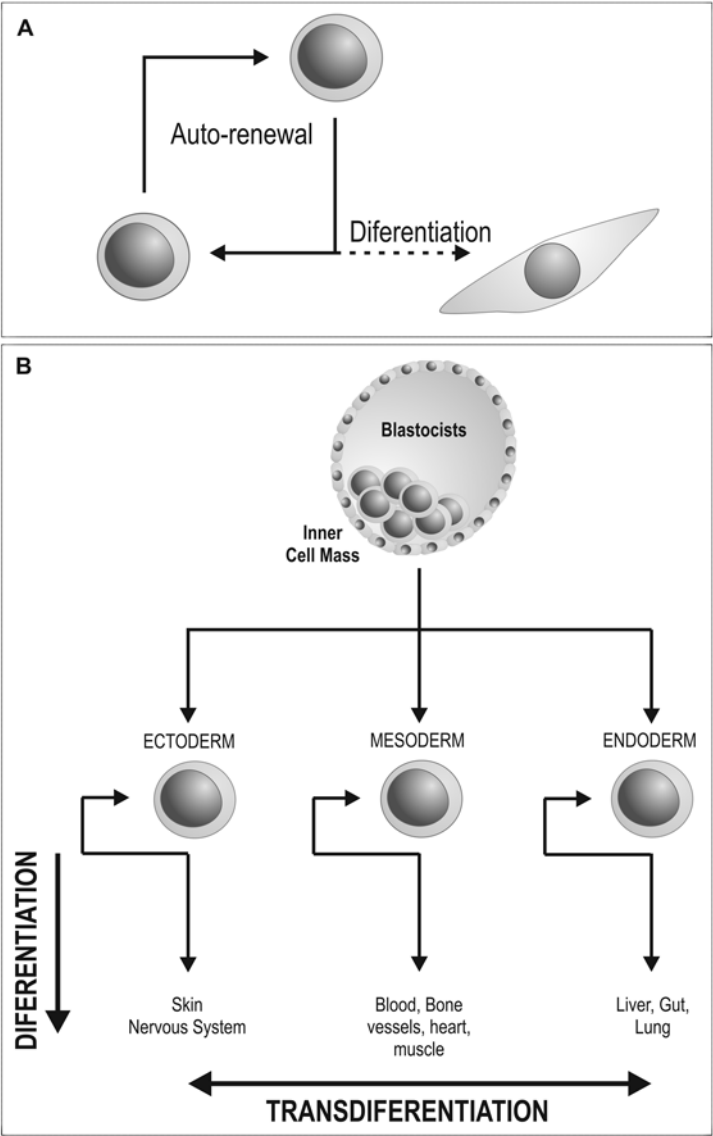 A
Auto-renewal
Diferentiation
B
Blastocists
Inner
Cell Mass
ECTODERM
MESODERM
ENDODERM
DIFERENTIATION
Skin
Nervous System
Blood, Bone
vessels, heart,
muscle
Liver, Gut,
Lung
TRANSDIFERENTIATION